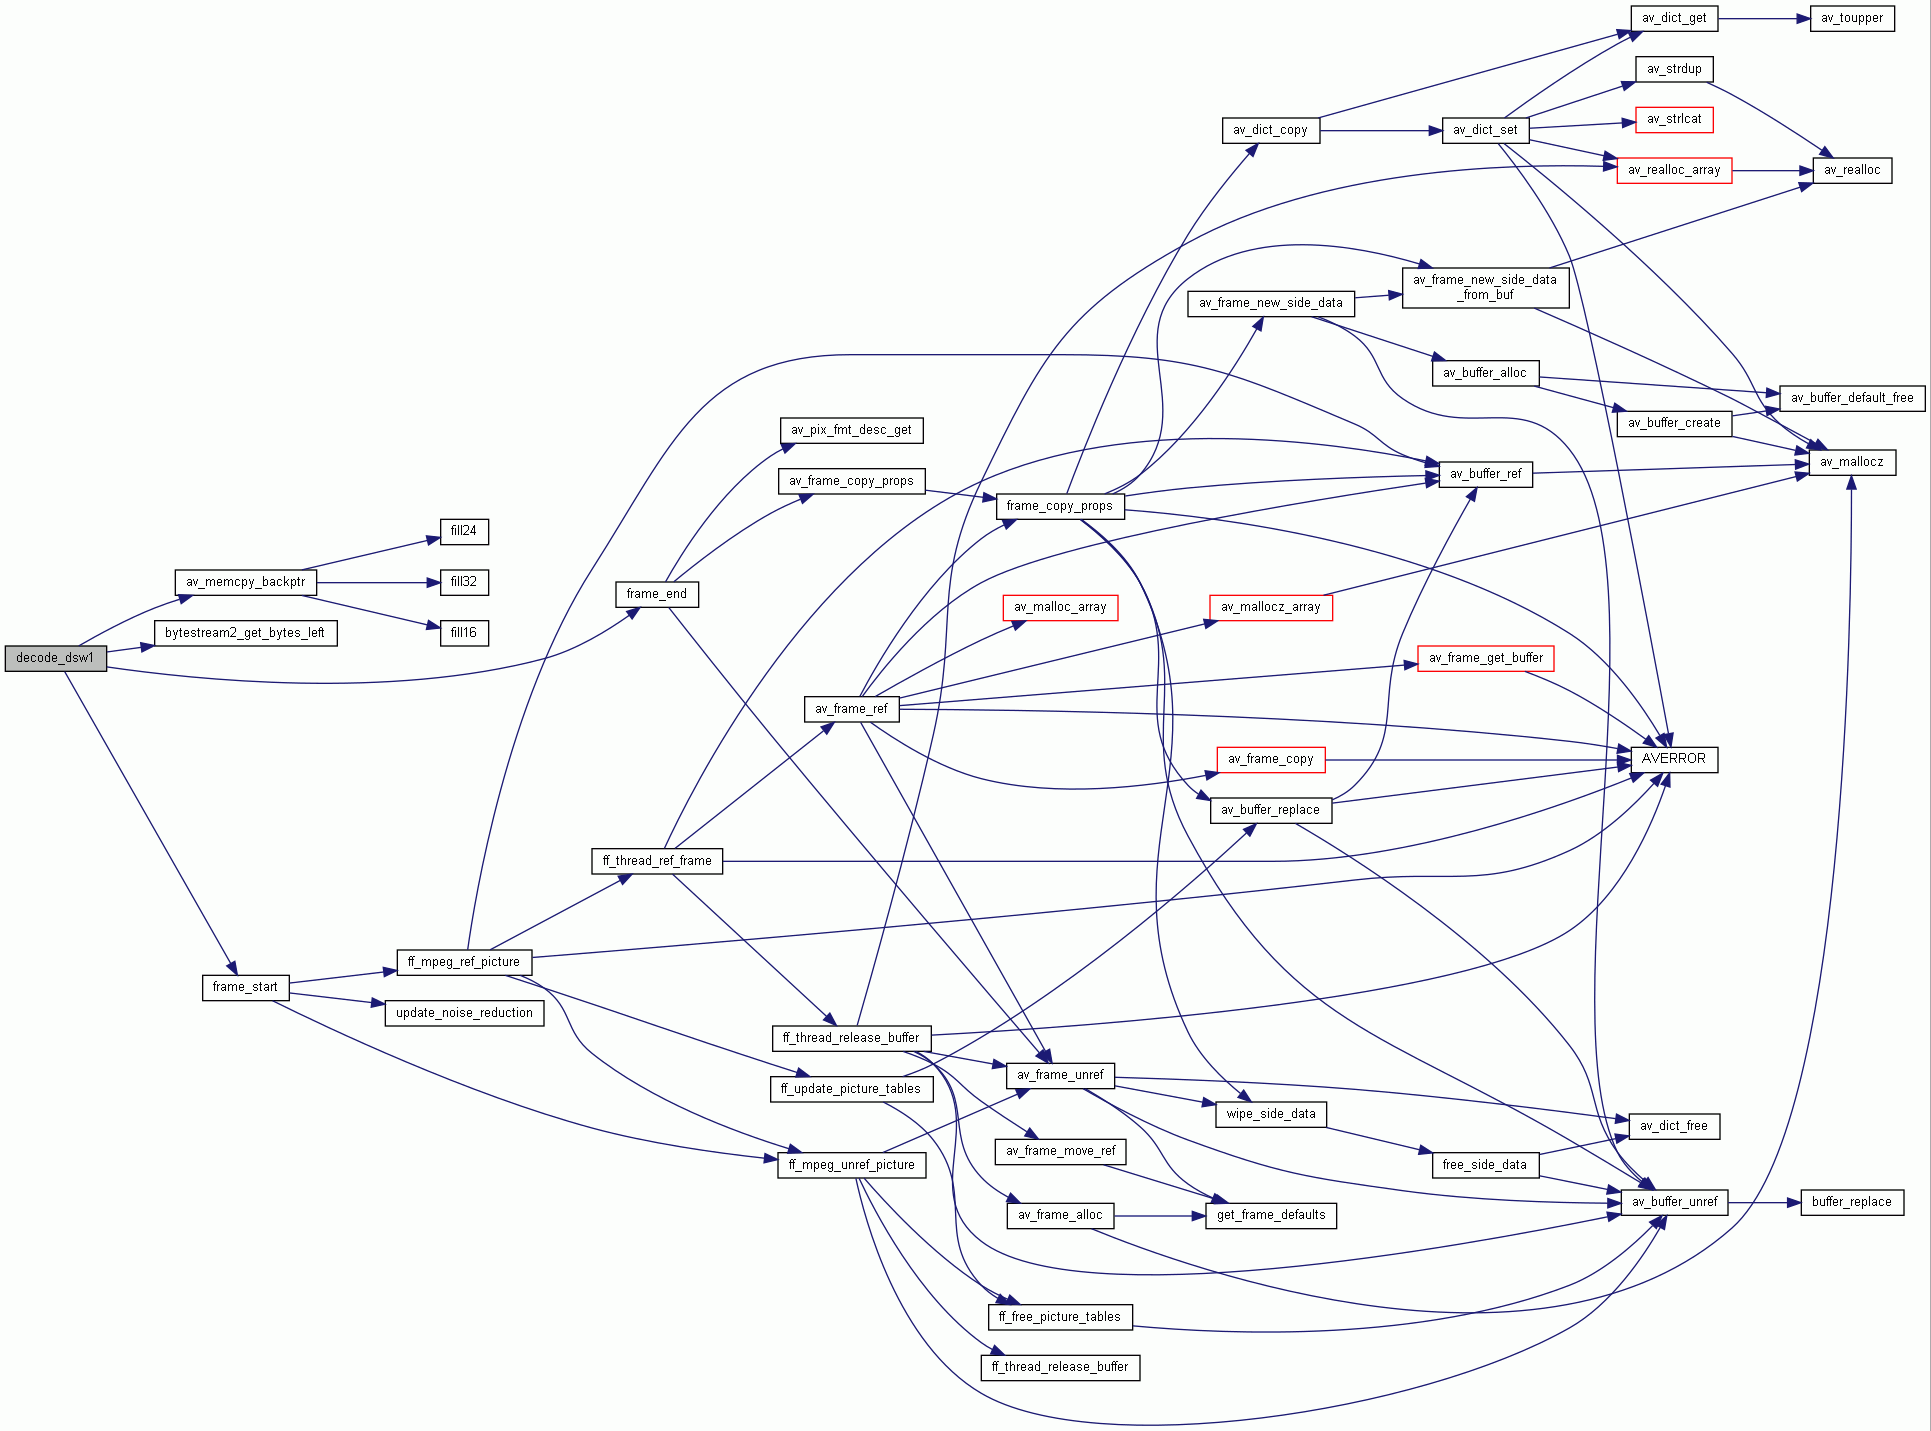 av_dict_get
av_toupper
av_strdup
av_strlcat
av_dict_copy
av_dict_set
av_realloc_array
av_realloc
av_frame_new_side_data
_from_buf
av_frame_new_side_data
av_buffer_alloc
av_buffer_default_free
av_buffer_create
av_pix_fmt_desc_get
av_mallocz
av_buffer_ref
av_frame_copy_props
frame_copy_props
fill24
av_memcpy_backptr
fill32
frame_end
av_malloc_array
av_mallocz_array
bytestream2_get_bytes_left
fill16
decode_dsw1
av_frame_get_buffer
av_frame_ref
av_frame_copy
AVERROR
av_buffer_replace
ff_thread_ref_frame
ff_mpeg_ref_picture
frame_start
update_noise_reduction
ff_thread_release_buffer
av_frame_unref
ff_update_picture_tables
wipe_side_data
av_dict_free
av_frame_move_ref
ff_mpeg_unref_picture
free_side_data
av_buffer_unref
buffer_replace
av_frame_alloc
get_frame_defaults
ff_free_picture_tables
ff_thread_release_buffer